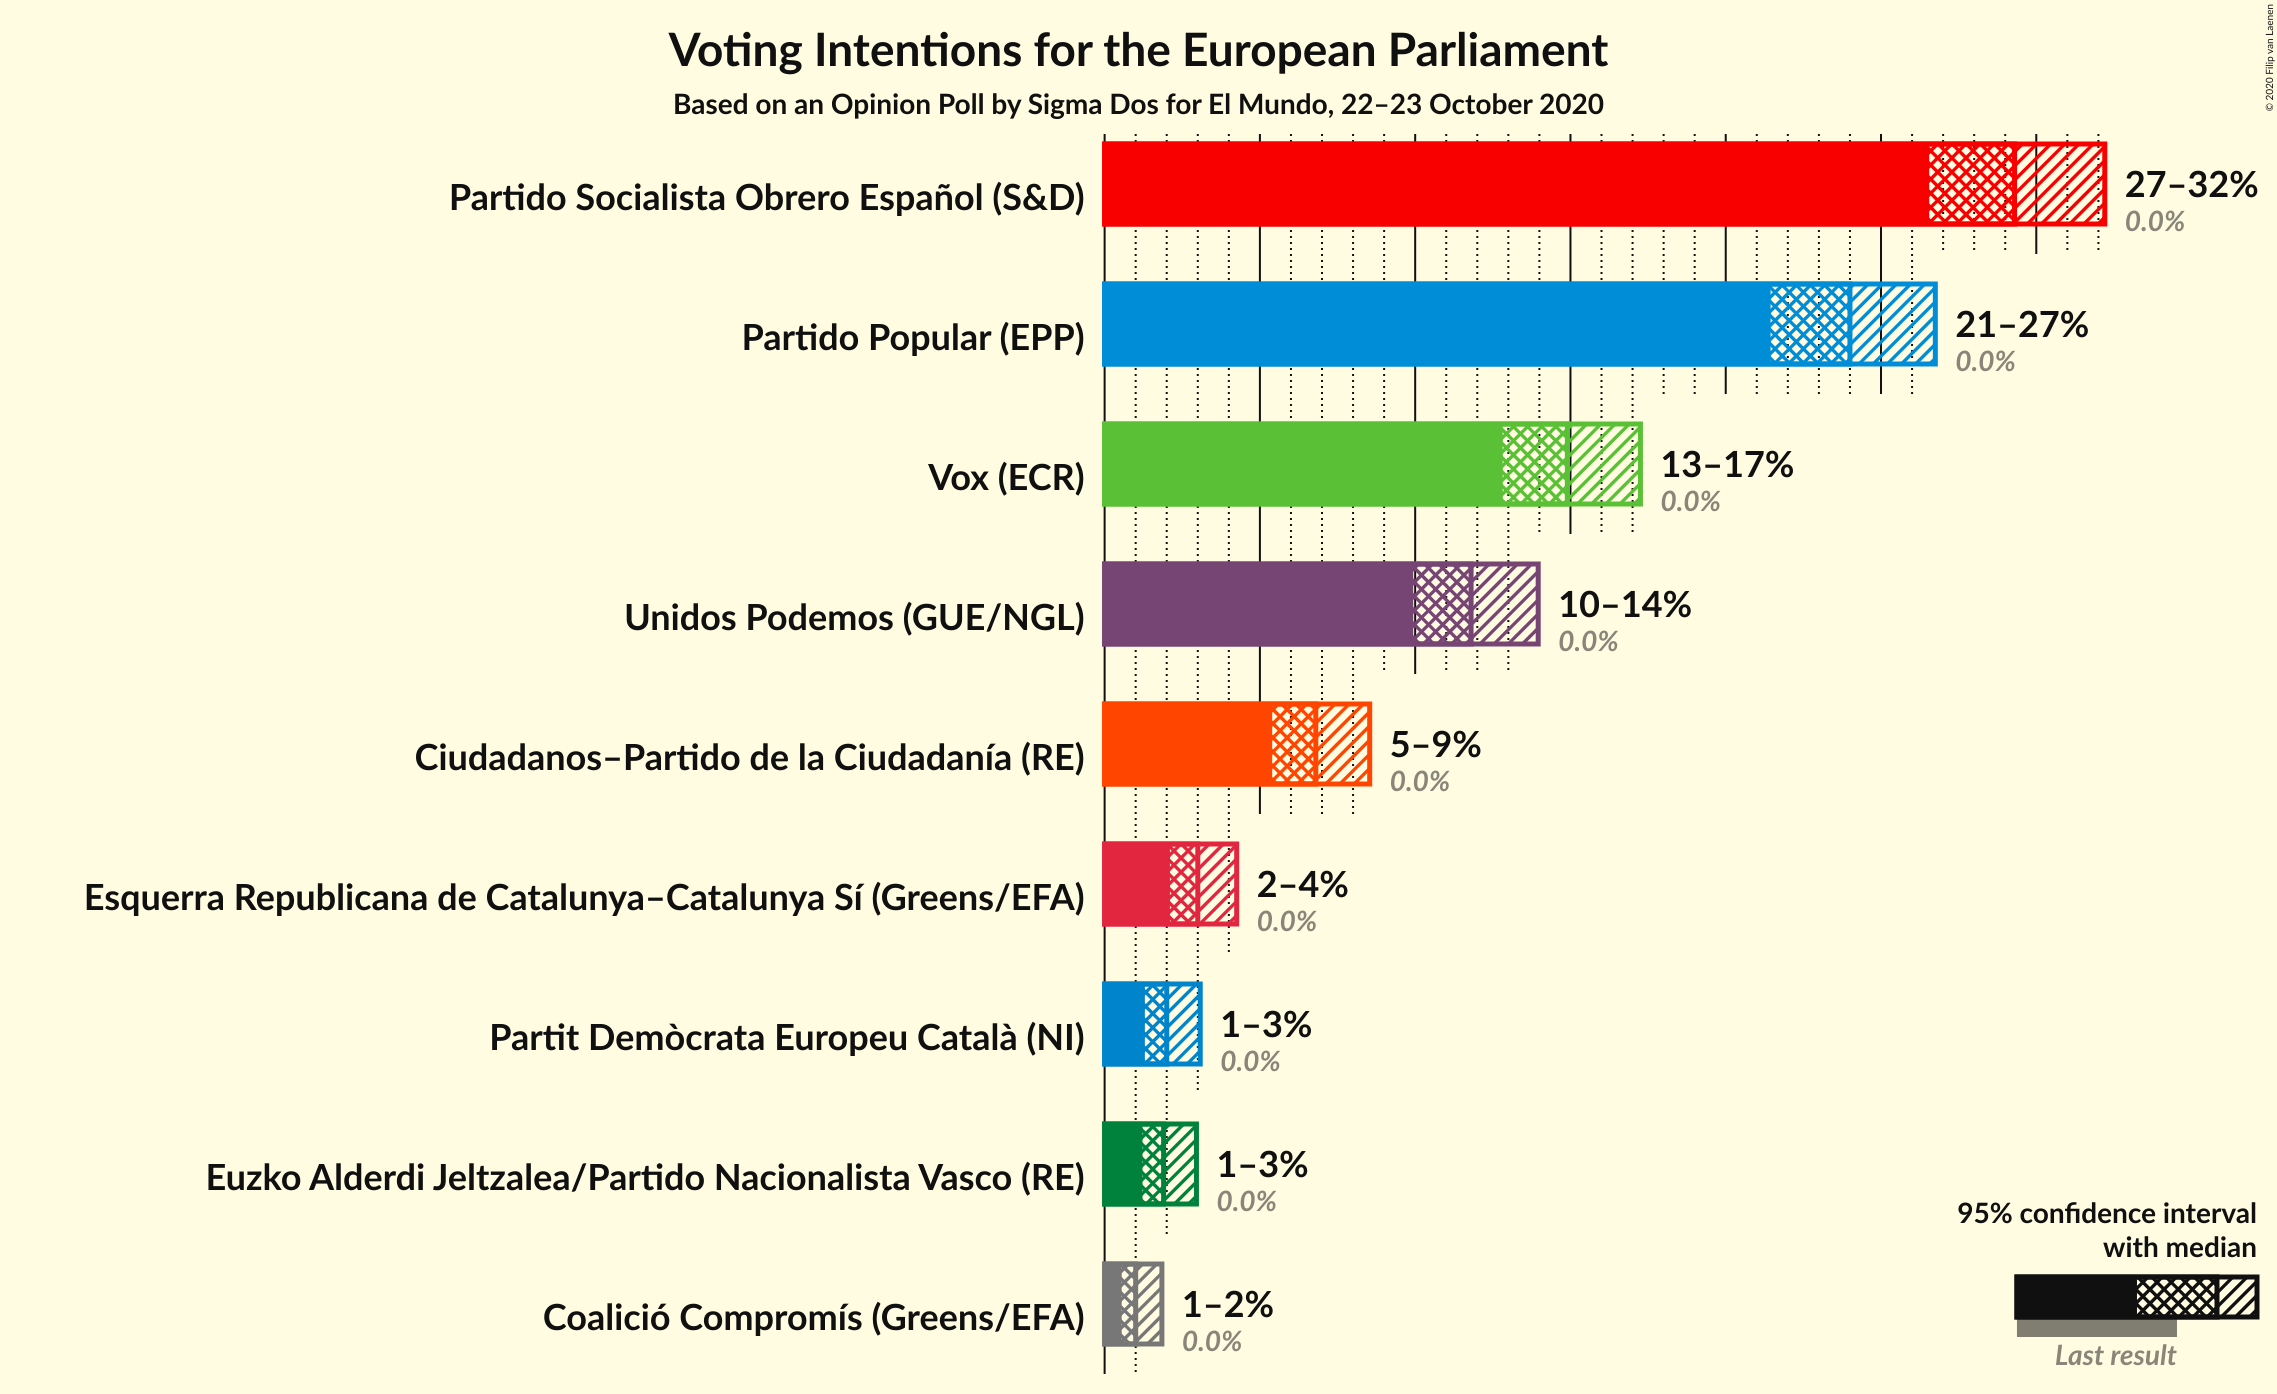 Voting Intentions for the European Parliament
Based on an Opinion Poll by Sigma Dos for El Mundo, 22–23 October 2020
© 2020 Filip van Laenen
Partido Socialista Obrero Español (S&D)
27–32%
0.0%
Partido Popular (EPP)
21–27%
0.0%
Vox (ECR)
13–17%
0.0%
Unidos Podemos (GUE/NGL)
10–14%
0.0%
Ciudadanos–Partido de la Ciudadanía (RE)
5–9%
0.0%
Esquerra Republicana de Catalunya–Catalunya Sí (Greens/EFA)
2–4%
0.0%
Partit Demòcrata Europeu Català (NI)
1–3%
0.0%
Euzko Alderdi Jeltzalea/Partido Nacionalista Vasco (RE)
1–3%
0.0%
Coalició Compromís (Greens/EFA)
1–2%
0.0%
95% confidence interval
with median
Last result